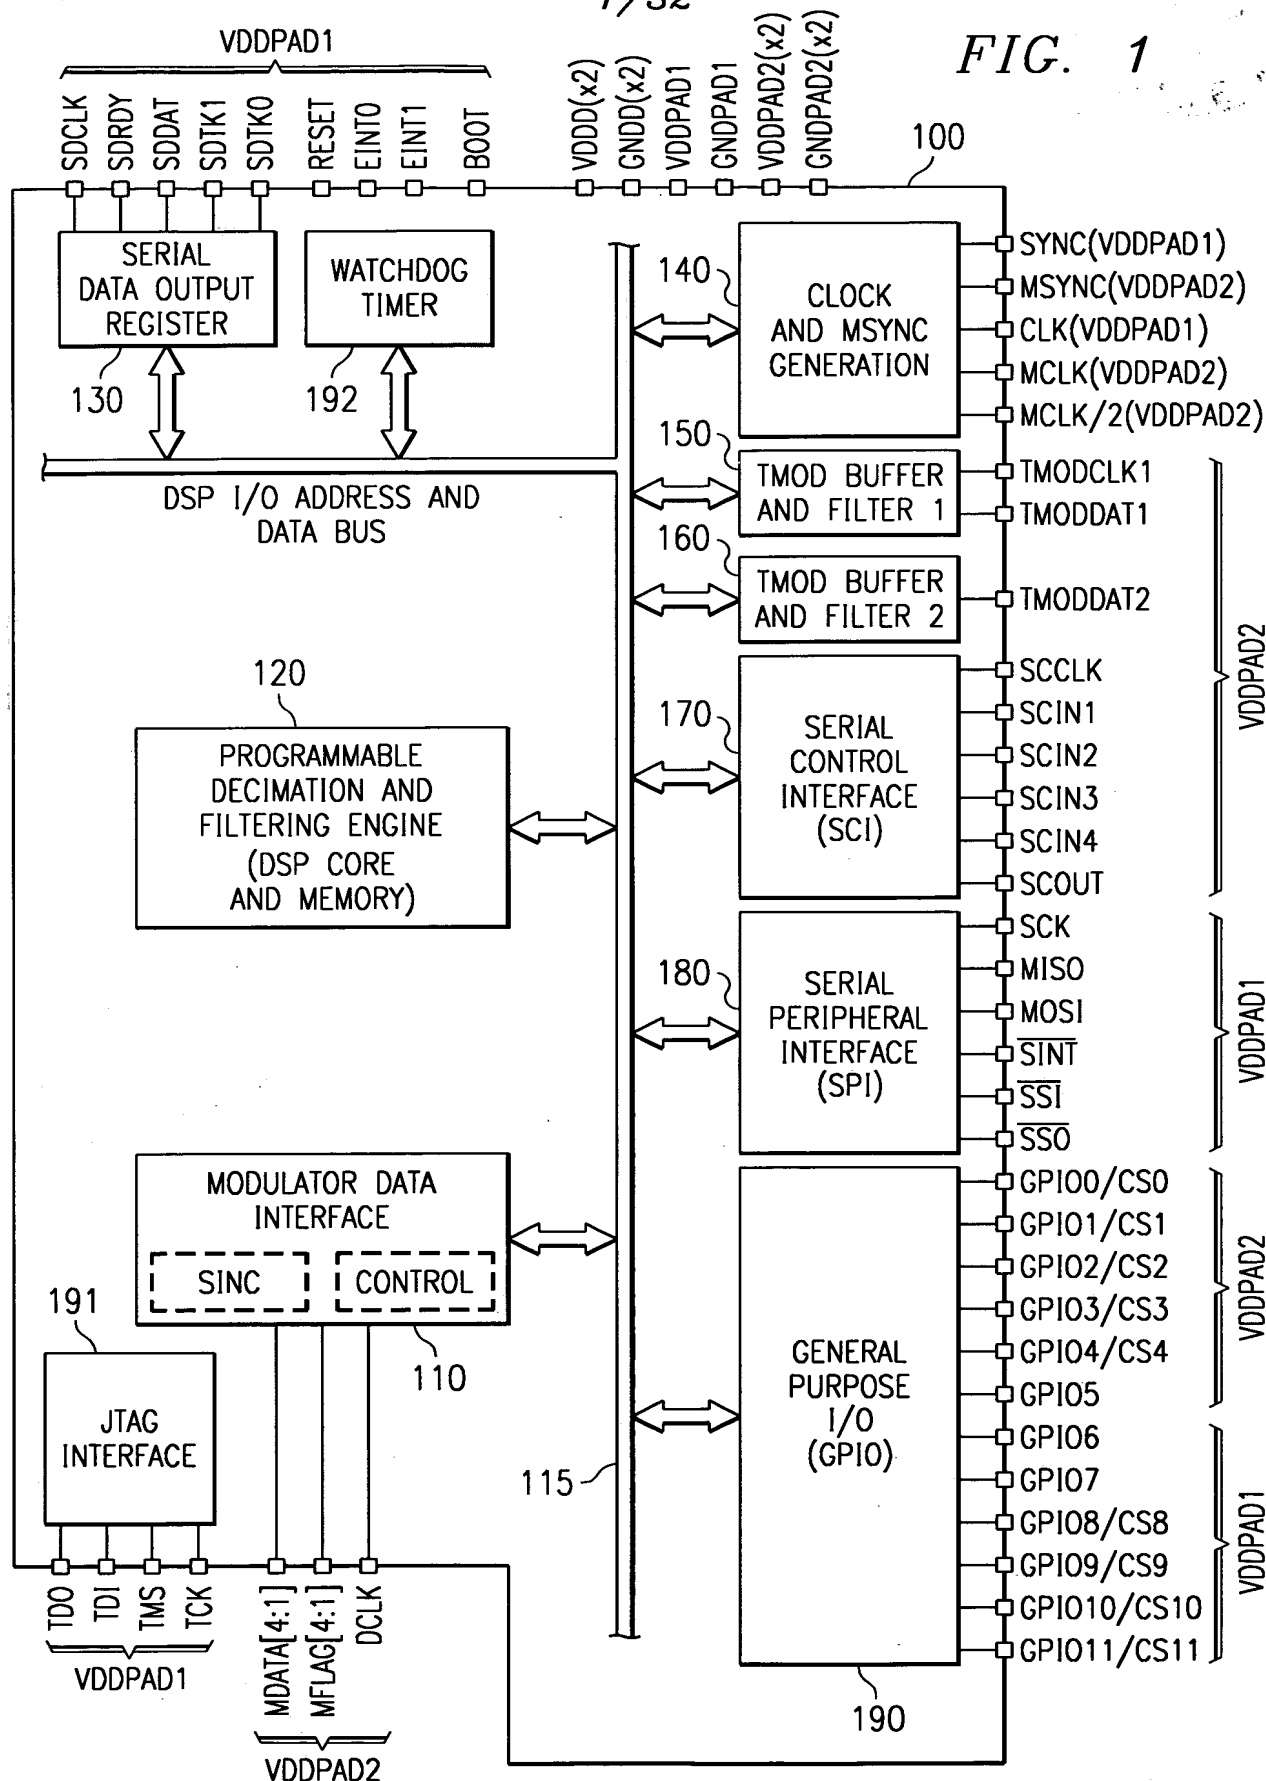 1/32
FIG. 1
VDDPAD1
SDCLK
SDRDY
SDDAT
SDTK1
SDTK0
RESET
EINT0
EINT1
BOOT
VDDD(x2)
GNDD(x2)
VDDPAD1
GNDPAD1
VDDPAD2(x2)
GNDPAD2(x2)
100
SERIAL
DATA OUTPUT
REGISTER
130
WATCHDOG
TIMER
192
DSP I/O ADDRESS AND
DATA BUS
140
CLOCK
AND MSYNC
GENERATION
SYNC(VDDPAD1)
MSYNC(VDDPAD2)
CLK(VDDPAD1)
MCLK(VDDPAD2)
MCLK/2(VDDPAD2)
150
TMOD BUFFER
AND FILTER 1
TMODCLK1
TMODDAT1
160
TMOD BUFFER
AND FILTER 2
TMODDAT2
120
PROGRAMMABLE
DECIMATION AND
FILTERING ENGINE
(DSP CORE
AND MEMORY)
170
SERIAL
CONTROL
INTERFACE
(SCI)
SCCLK
SCIN1
SCIN2
SCIN3
SCIN4
SCOUT
VDDPAD2
180
SERIAL
PERIPHERAL
INTERFACE
(SPI)
SCK
MISO
MOSI
SINT
SSI
SSO
VDDPAD1
MODULATOR DATA
INTERFACE
SINC
CONTROL
110
191
JTAG
INTERFACE
115
GENERAL
PURPOSE
I/O
(GPIO)
190
GPIO0/CS0
GPIO1/CS1
GPIO2/CS2
GPIO3/CS3
GPIO4/CS4
GPIO5
VDDPAD2
GPIO6
GPIO7
GPIO8/CS8
GPIO9/CS9
GPIO10/CS10
GPIO11/CS11
VDDPAD1
TDO
TDI
TMS
TCK
VDDPAD1
MDATA[4:1]
MFLAG[4:1]
DCLK
VDDPAD2